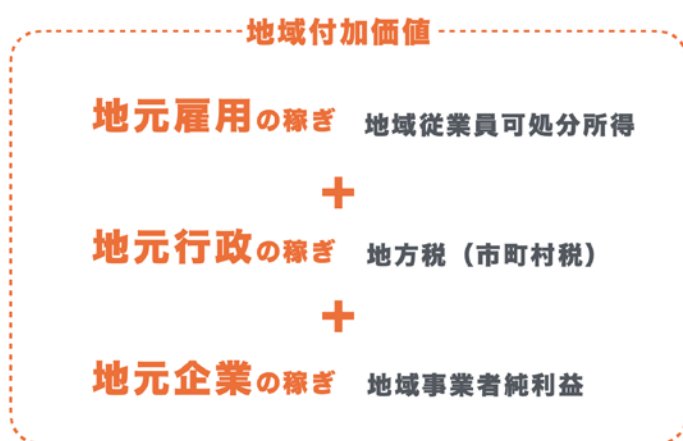 地域付加価値
地元雇用の稼ぎ 地域従業員可処分所得
+
地元行政の稼ぎ 地方税（市町村税）
+
地元企業の稼ぎ 地域事業者純利益